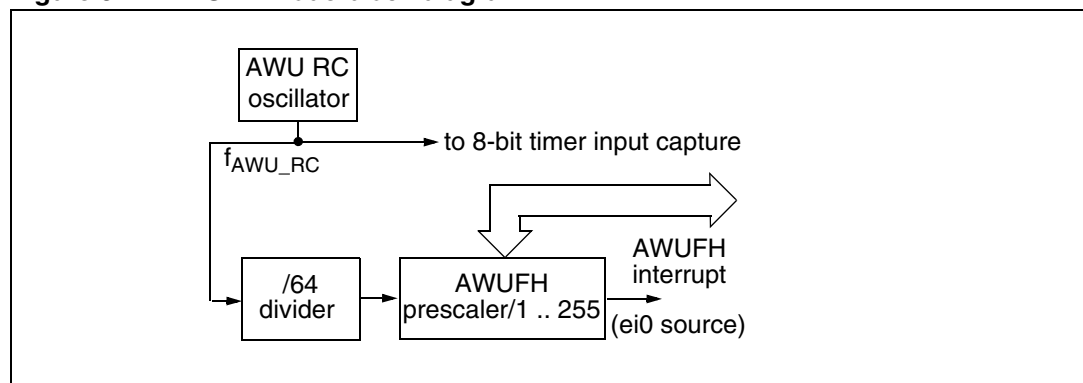 AWU RC
oscillator
to 8-bit timer input capture
fAWU_RC
AWUFH
interrupt
/64
divider
AWUFH
prescaler/1 .. 255
(ei0 source)